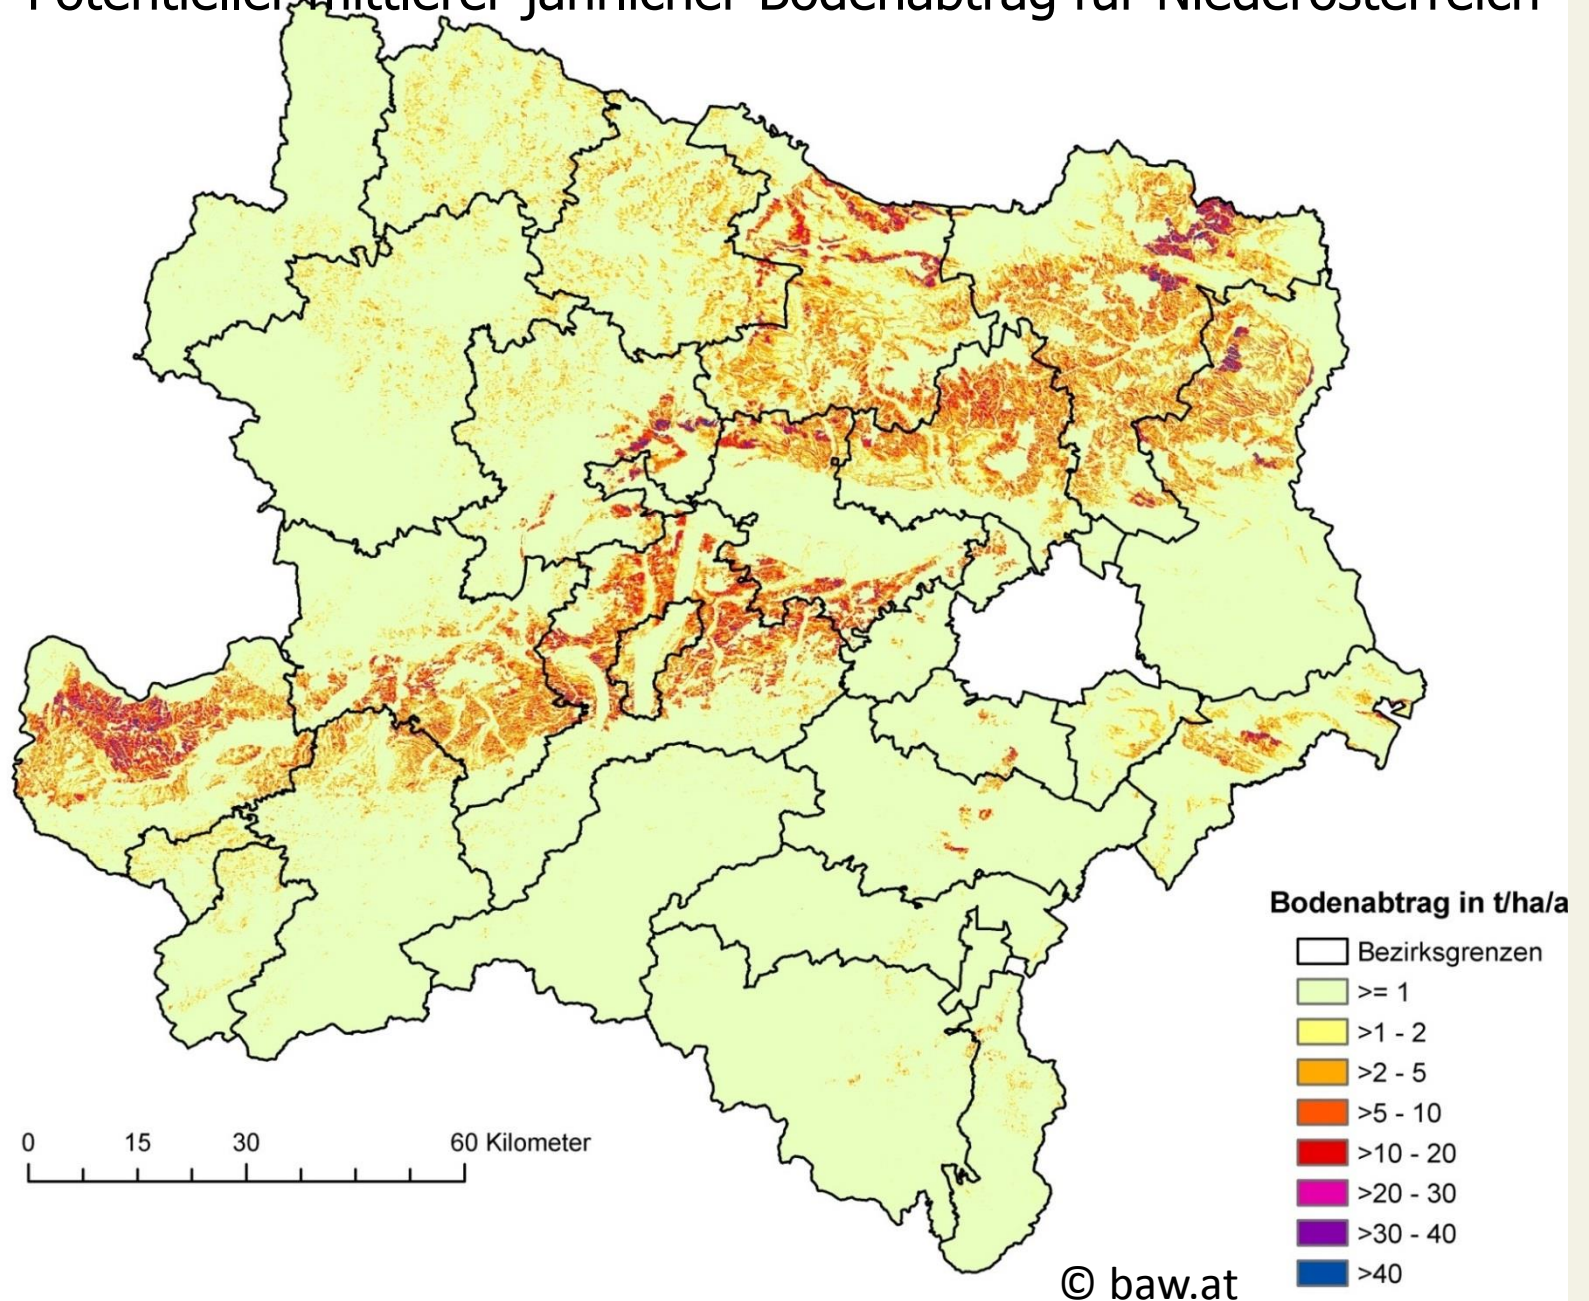 Potentieller mittlerer jährlicher Bodenabtrag für Niederösterreich
Bodenabtrag in t/ha/a
Bezirksgrenzen
>= 1
>1 - 2
>2 - 5
>5 - 10
>10 - 20
>20 - 30
>30 - 40
>40
0 15 30 60 Kilometer
© baw.at